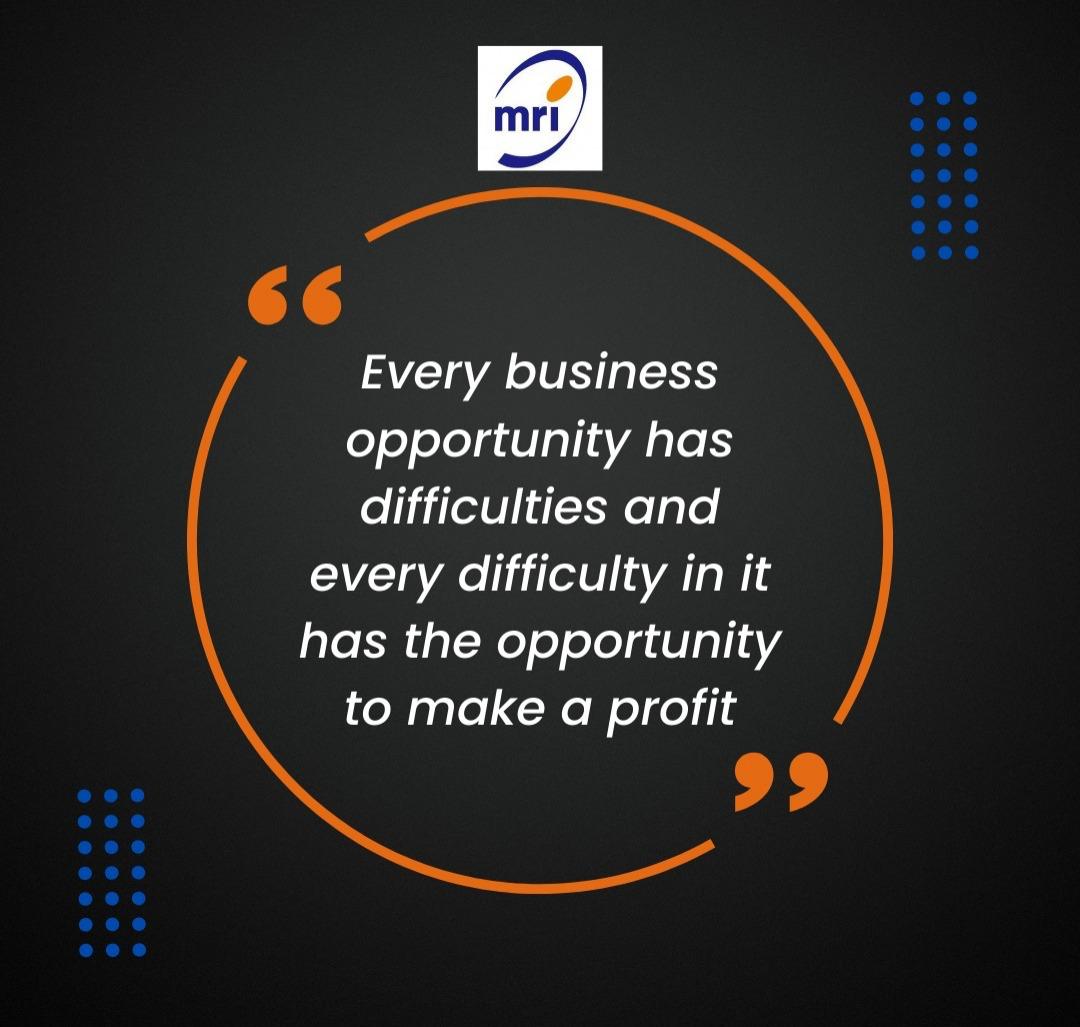 mri
“
Every business
opportunity has
difficulties and
every difficulty in it
has the opportunity
to make a profit
”